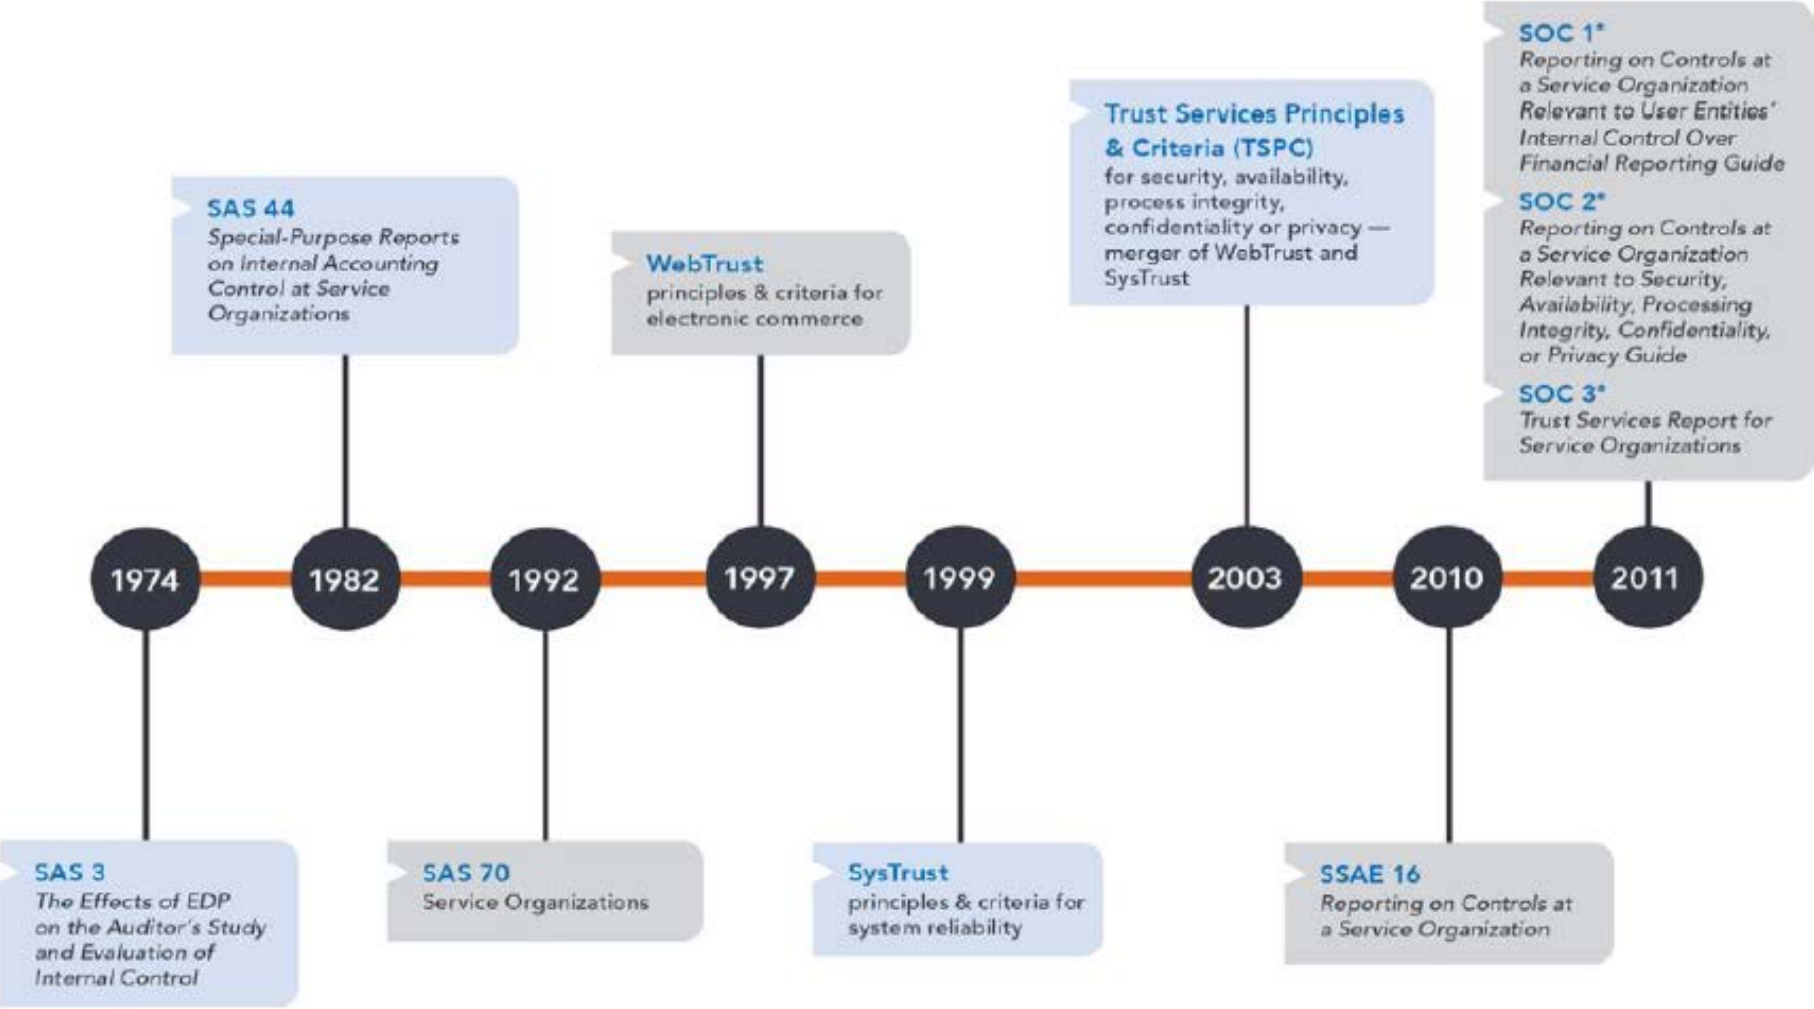 SOC 1*
Reporting on Controls at
a Service Organization
Relevant to User Entities'
Internal Control Over
Financial Reporting Guide
SOC 2*
Reporting on Controls at
a Service Organization
Relevant to Security,
Availability, Processing
Integrity, Confidentiality,
or Privacy Guide
SOC 3*
Trust Services Report for
Service Organizations
Trust Services Principles
& Criteria (TSPC)
for security, availability,
process integrity,
confidentiality or privacy —
merger of WebTrust and
SysTrust
SAS 44
Special-Purpose Reports
on Internal Accounting
Control at Service
Organizations
WebTrust
principles & criteria for
electronic commerce
1974
1982
1992
1997
1999
2003
2010
2011
SAS 3
The Effects of EDP
on the Auditor's Study
and Evaluation of
Internal Control
SAS 70
Service Organizations
SysTrust
principles & criteria for
system reliability
SSAE 16
Reporting on Controls at
a Service Organization